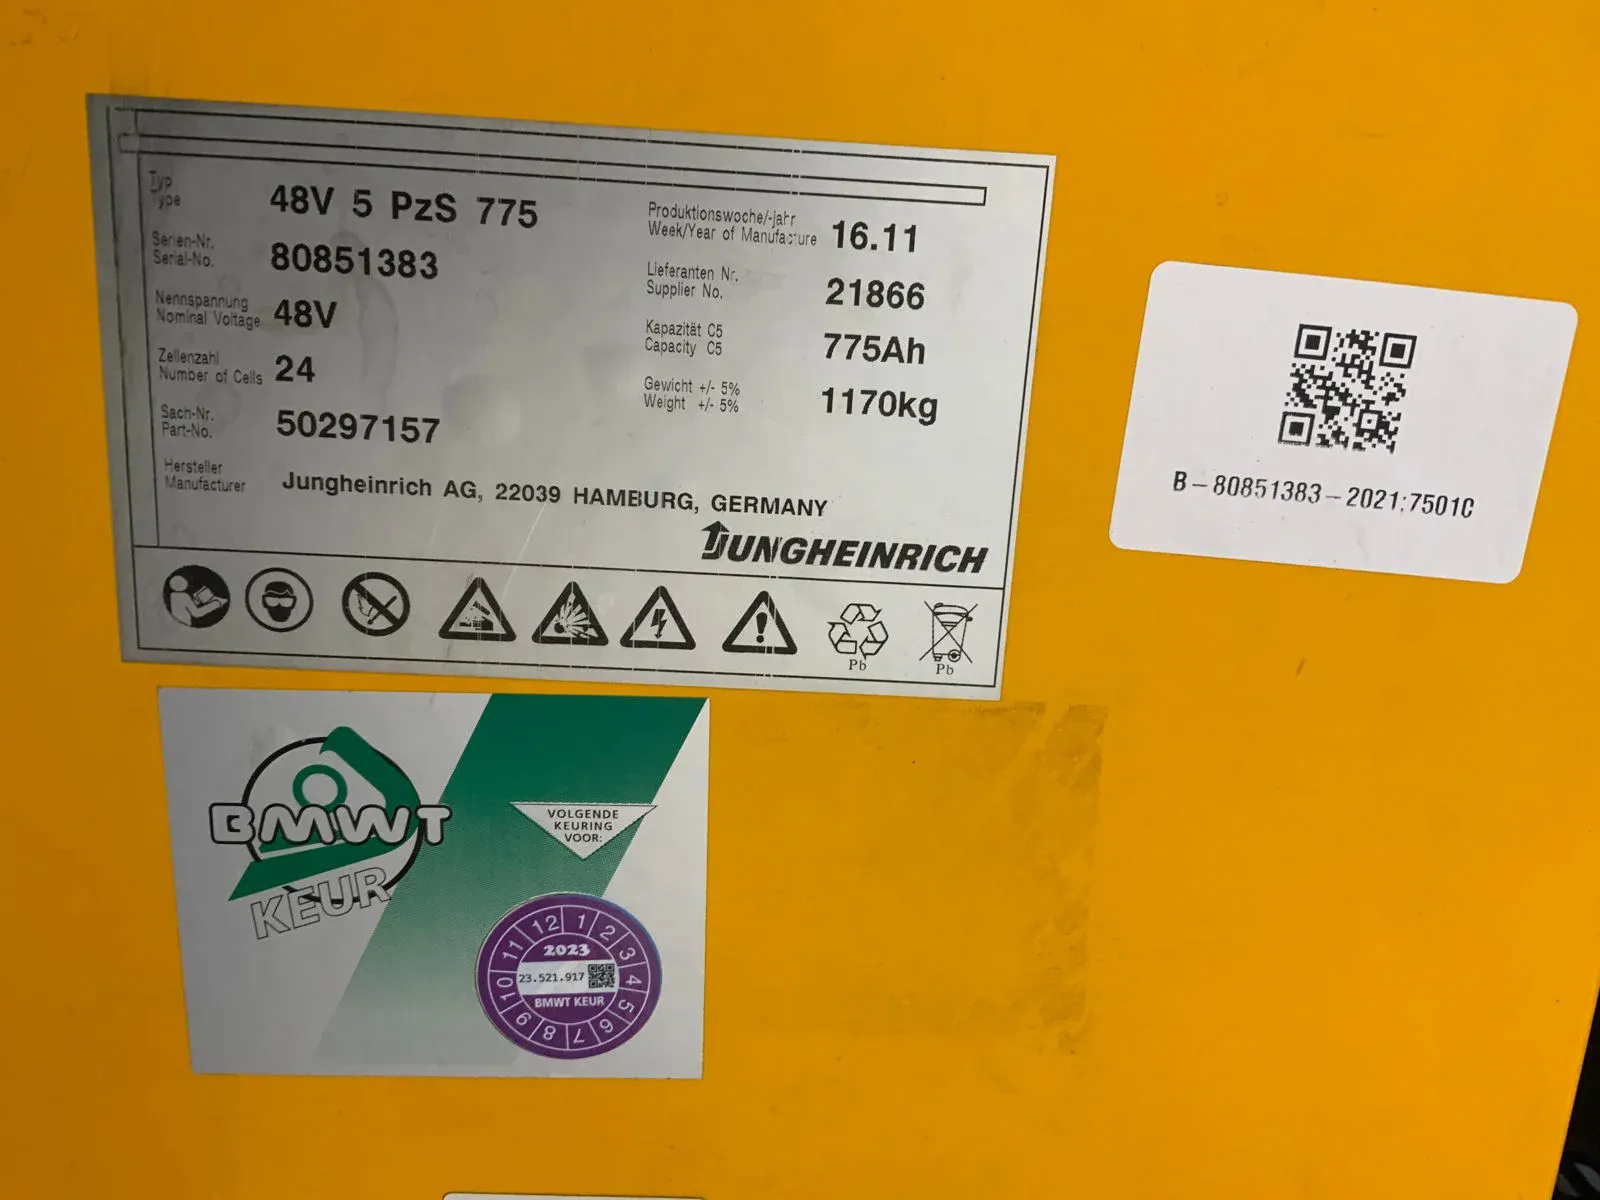 Typ
Type
48V 5 PzS 775
Serien-Nr.
Serial-No.
80851383
Nennspannung
Nominal Voltage
48V
Zellenzahl
Number of Cells
24
Sach-Nr.
Part-No.
50297157
Hersteller
Manufacturer
Jungheinrich AG, 22039 HAMBURG, GERMANY
Produktionswoche/-jahr
Week/Year of Manufacture
16.11
Lieferanten Nr.
Supplier No.
21866
Kapazität C5
Capacity C5
775Ah
Gewicht +/- 5%
Weight +/- 5%
1170kg
JUNGHEINRICH
Pb
Pb
B-80851383-2021:7501C
BMWT
KEUR
VOLGENDE
KEURING
VOOR:
12 1 2 3 4 5 6 7 8 9 10 11
2023
23.521.917
BMWT KEUR